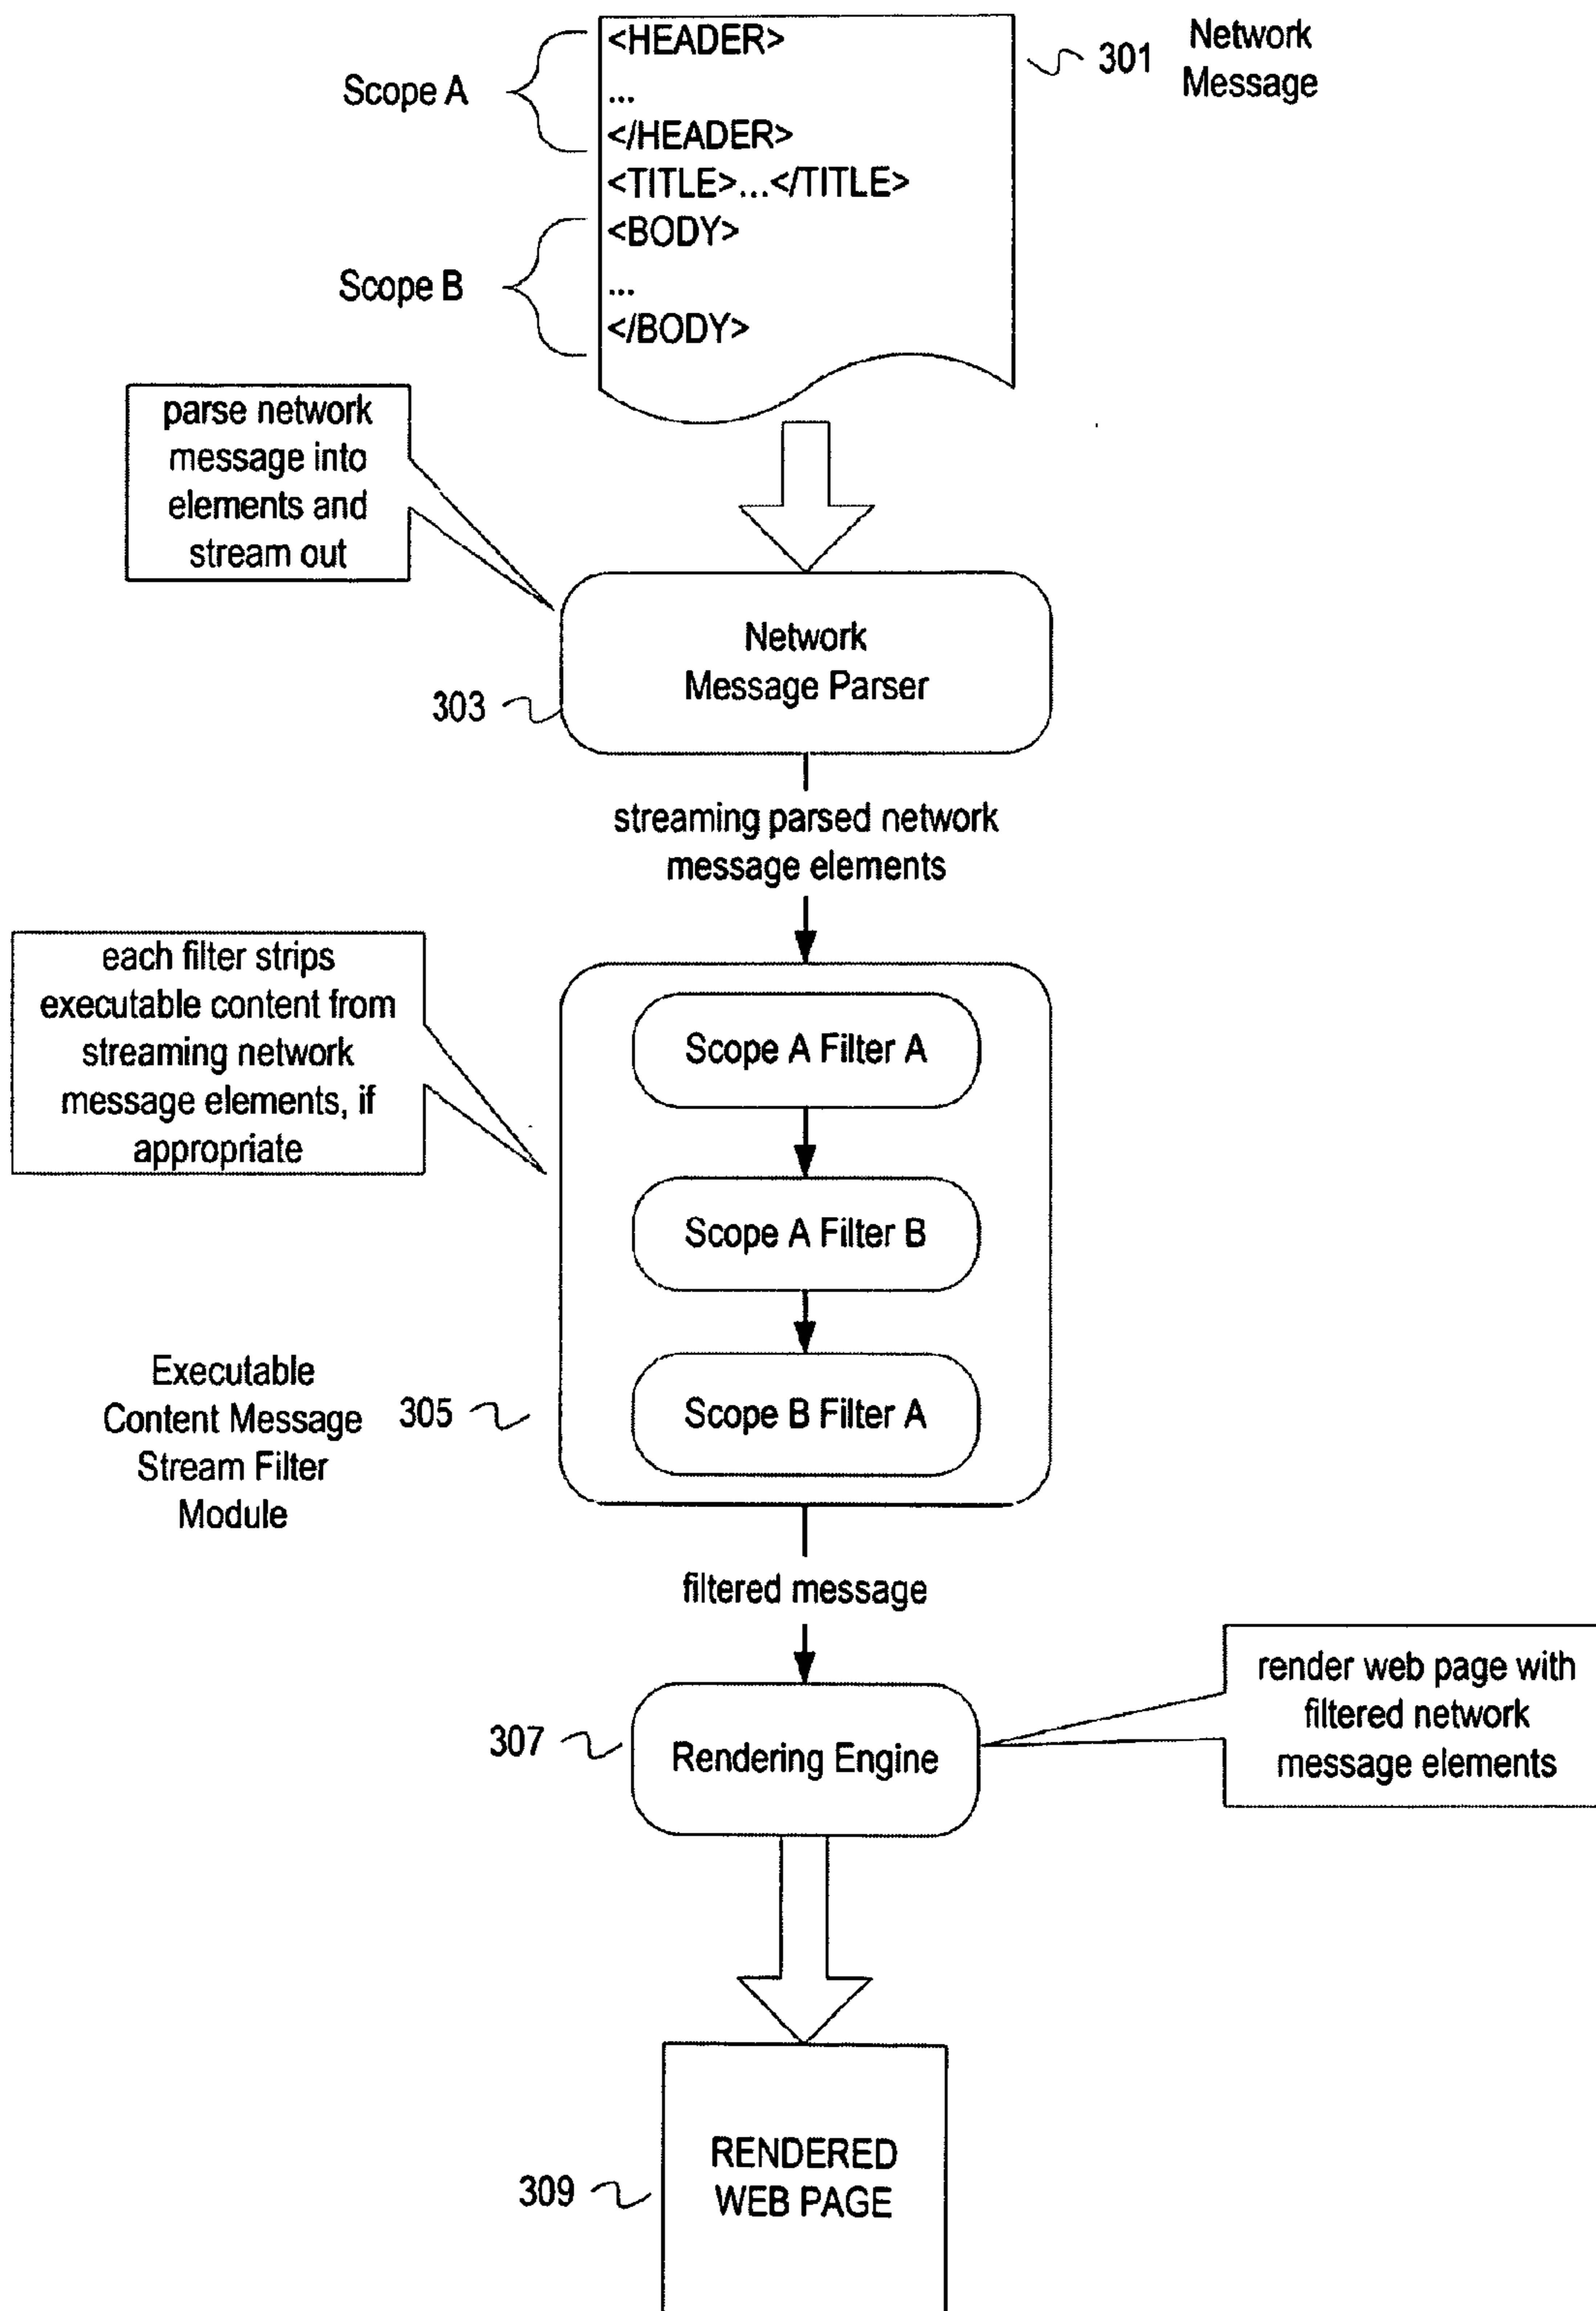 <HEADER>
...
</HEADER>
<TITLE>...</TITLE>
<BODY>
...
</BODY>
Scope A
Scope B
301
Network
Message
parse network
message into
elements and
stream out
Network
Message Parser
303
streaming parsed network
message elements
each filter strips
executable content from
streaming network
message elements, if
appropriate
Scope A Filter A
Scope A Filter B
Scope B Filter A
Executable
Content Message
Stream Filter
Module
305
filtered message
307
Rendering Engine
render web page with
filtered network
message elements
309
RENDERED
WEB PAGE